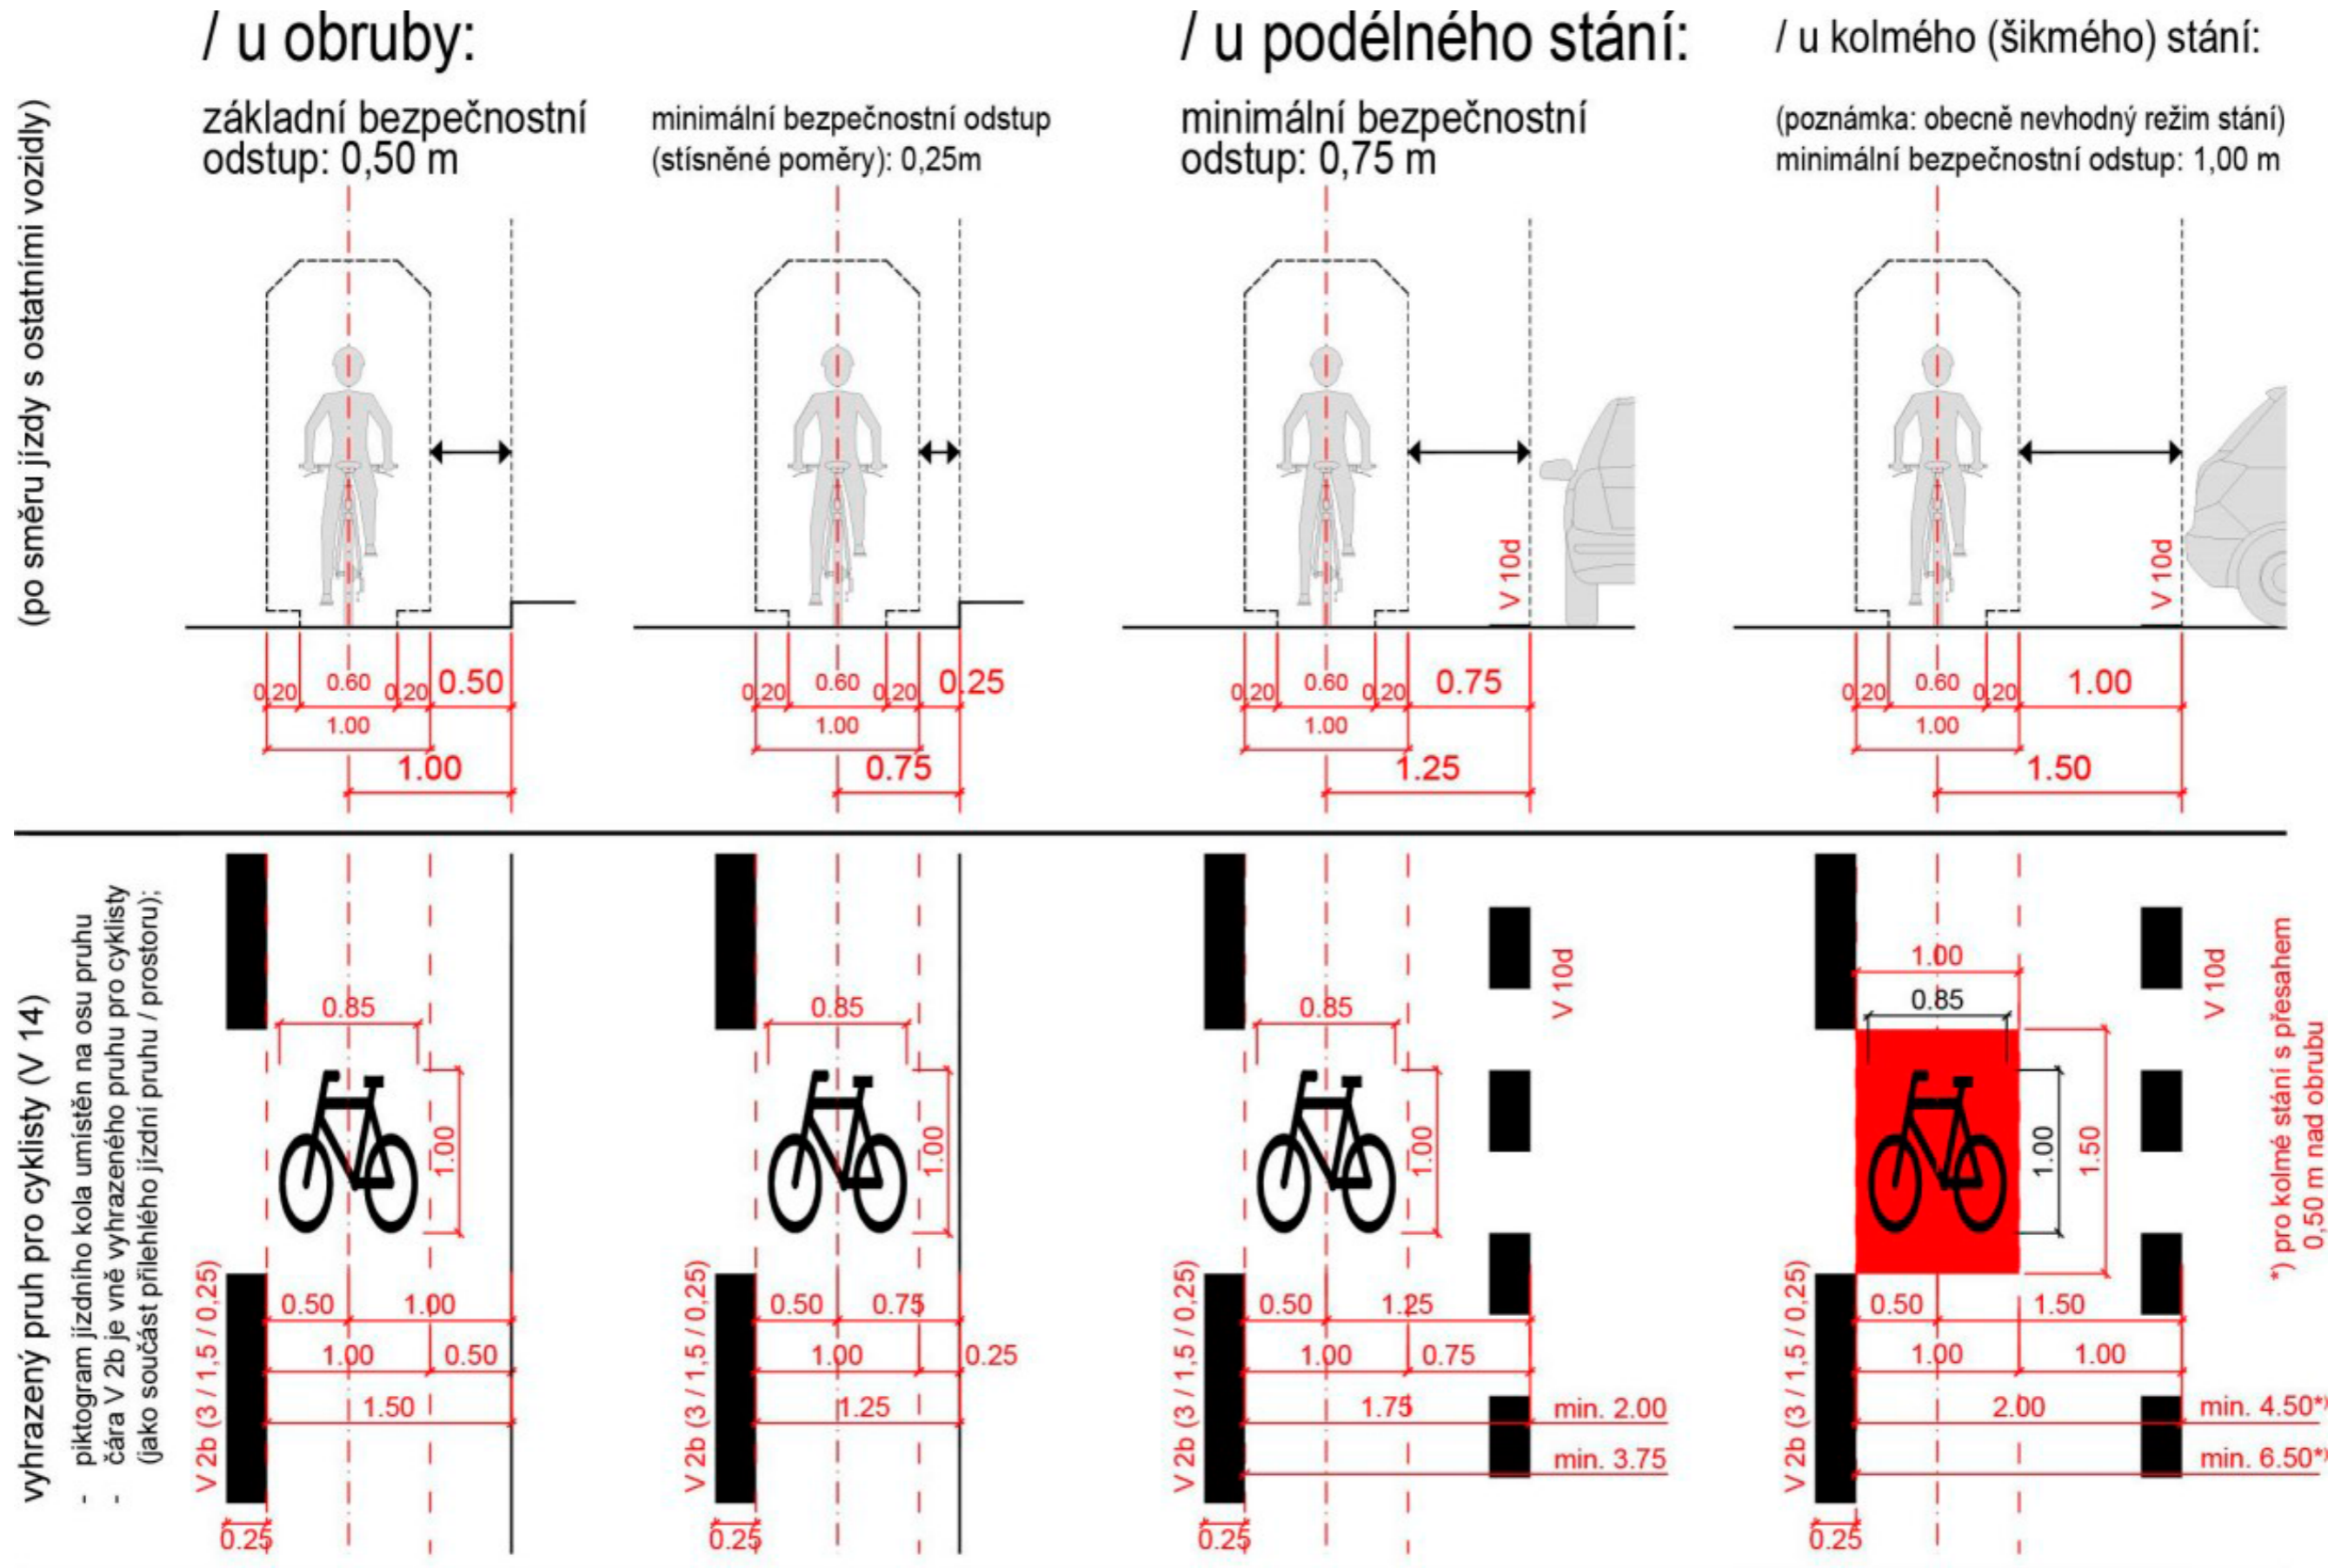 / u obruby:
/ u podélného stání:
/ u kolmého (šikmého) stání:
základní bezpečnostní
odstup: 0,50 m
minimální bezpečnostní odstup
(stísněné poměry): 0,25m
minimální bezpečnostní
odstup: 0,75 m
(poznámka: obecně nevhodný režim stání)
minimální bezpečnostní odstup: 1,00 m
(po směru jízdy s ostatními vozidly)
V 10d
V 10d
0.20 0.60 0.20 0.50
1.00
1.00
0.20 0.60 0.20 0.25
1.00
0.75
0.20 0.60 0.20 0.75
1.00
1.25
0.20 0.60 0.20 1.00
1.00
1.50
vyhrazený pruh pro cyklisty (V 14)
- piktogram jízdního kola umístěn na osu pruhu
- čára V 2b je vně vyhrazeného pruhu pro cyklisty
(jako součást přilehlého jízdní pruhu / prostoru);
0.85
1.00
V 2b (3 / 1,5 / 0,25)
0.50 1.00
1.00 0.50
1.50
0.25
0.85
1.00
V 2b (3 / 1,5 / 0,25)
0.50 0.75
1.00 0.25
1.25
0.25
V 10d
0.85
1.00
V 2b (3 / 1,5 / 0,25)
0.50 1.25
1.00 0.75
1.75 min. 2.00
min. 3.75
0.25
V 10d
1.00
0.85
1.00
1.50
*) pro kolmé stání s přesahem
0,50 m nad obrubu
V 2b (3 / 1,5 / 0,25)
0.50 1.50
1.00 1.00
2.00 min. 4.50*)
min. 6.50*)
0.25